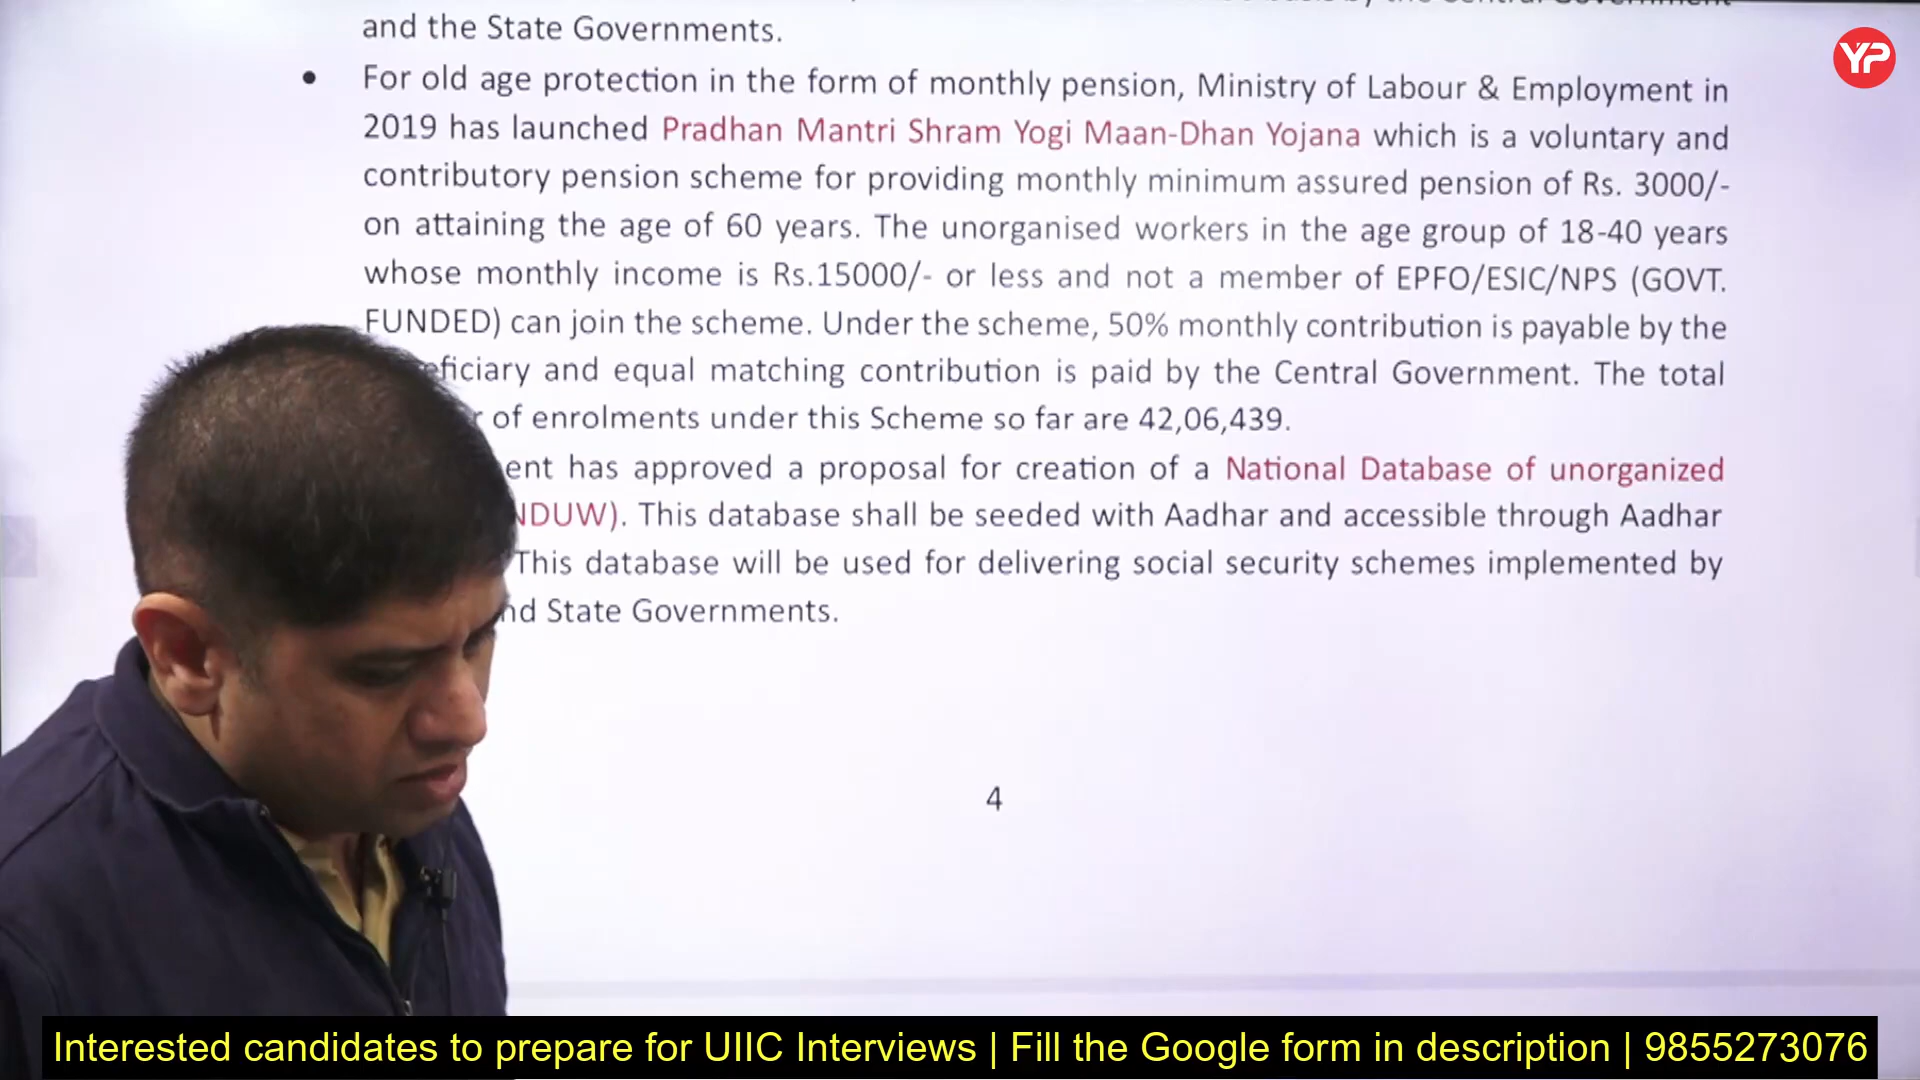 and the State Governments.
• For old age protection in the form of monthly pension, Ministry of Labour & Employment in
2019 has launched Pradhan Mantri Shram Yogi Maan-Dhan Yojana which is a voluntary and
contributory pension scheme for providing monthly minimum assured pension of Rs. 3000/-
on attaining the age of 60 years. The unorganised workers in the age group of 18-40 years
whose monthly income is Rs.15000/- or less and not a member of EPFO/ESIC/NPS (GOVT.
FUNDED) can join the scheme. Under the scheme, 50% monthly contribution is payable by the
eficiary and equal matching contribution is paid by the Central Government. The total
of enrolments under this Scheme so far are 42,06,439.
ent has approved a proposal for creation of a National Database of unorganized
NDUW). This database shall be seeded with Aadhar and accessible through Aadhar
This database will be used for delivering social security schemes implemented by
nd State Governments.
4
YP
Interested candidates to prepare for UIIC Interviews | Fill the Google form in description | 9855273076